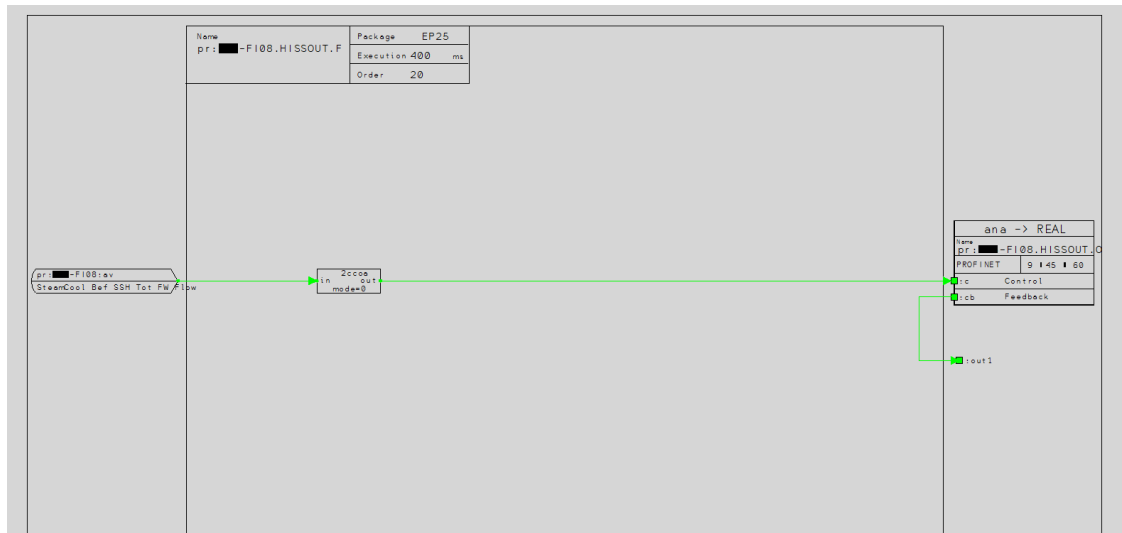 Name
pr: -FI08.HISSOUT.F
Package EP25
Execution 400 ms
Order 20
ana -> REAL
Name
pr: -FI08.HISSOUT.O
PROFINET 9 45 60
:c Control
:cb Feedback
pr: -FI08:av
SteamCool Bef SSH Tot FW Flow
2ccoa
in out
mode=0
:out1